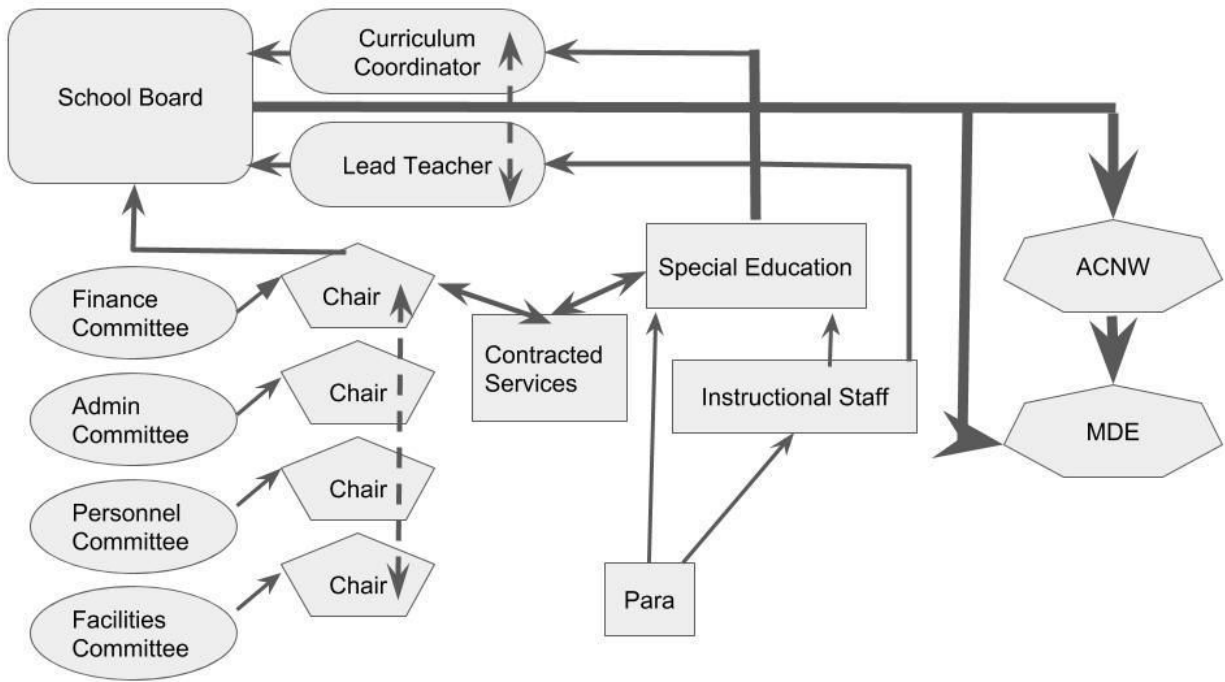 School Board
Curriculum
Coordinator
Lead Teacher
Finance
Committee
Chair
Admin
Committee
Chair
Personnel
Committee
Chair
Facilities
Committee
Chair
Contracted
Services
Special Education
Instructional Staff
Para
ACNW
MDE